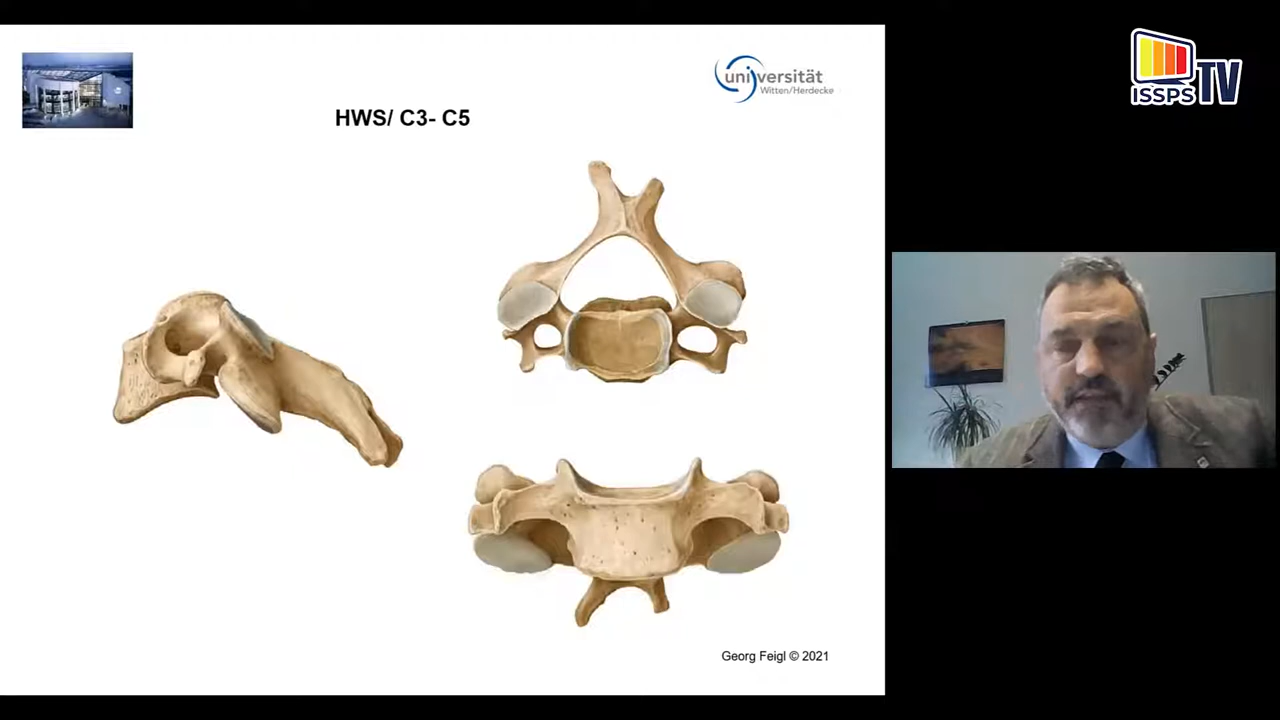 universität
Witten/Herdecke
HWS/ C3- C5
Georg Feigl © 2021
ISSPS TV